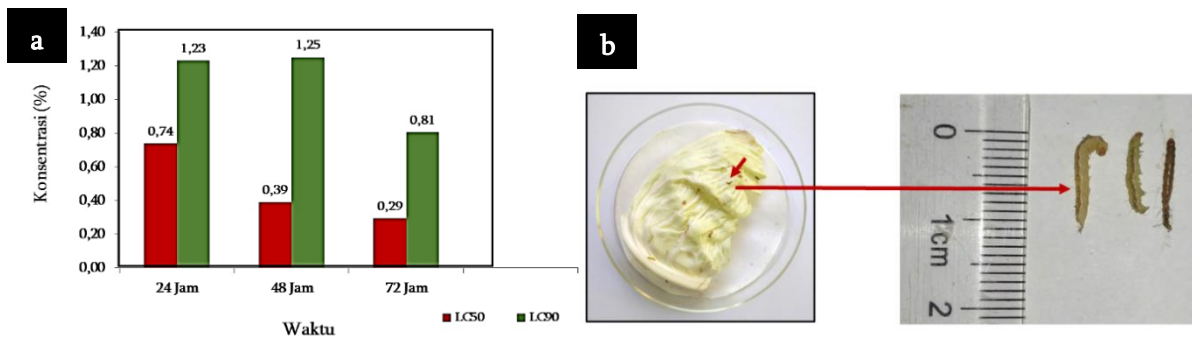 a
1,40
1,20
1,00
0,80
0,60
0,40
0,20
0,00
Konsentrasi (%)
0,74
1,23
0,39
1,25
0,29
0,81
24 Jam
48 Jam
72 Jam
Waktu
LC50
LC90
b
0
1 cm
2